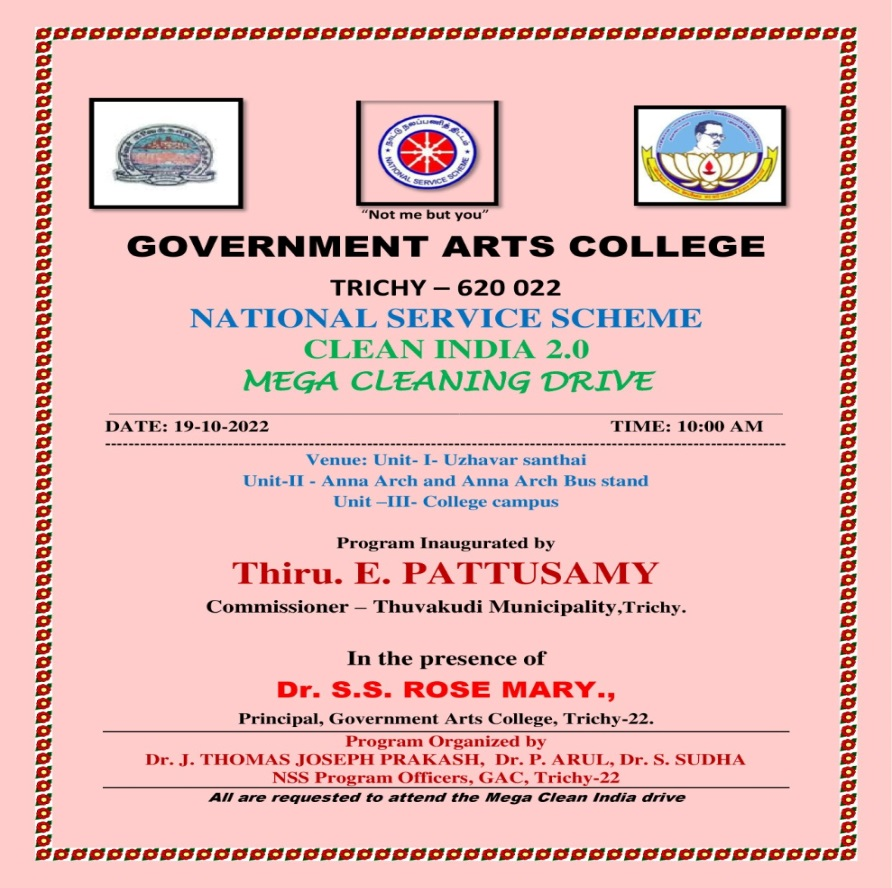 நாட்டு நலப்பணித் திட்டம்
NATIONAL SERVICE SCHEME
“Not me but you”
GOVERNMENT ARTS COLLEGE
TRICHY – 620 022
NATIONAL SERVICE SCHEME
CLEAN INDIA 2.0
MEGA CLEANING DRIVE
DATE: 19-10-2022 TIME: 10:00 AM
Venue: Unit- I- Uzhavar santhai
Unit-II - Anna Arch and Anna Arch Bus stand
Unit –III- College campus
Program Inaugurated by
Thiru. E. PATTUSAMY
Commissioner – Thuvakudi Municipality,Trichy.
In the presence of
Dr. S.S. ROSE MARY.,
Principal, Government Arts College, Trichy-22.
Program Organized by
Dr. J. THOMAS JOSEPH PRAKASH, Dr. P. ARUL, Dr. S. SUDHA
NSS Program Officers, GAC, Trichy-22
All are requested to attend the Mega Clean India drive